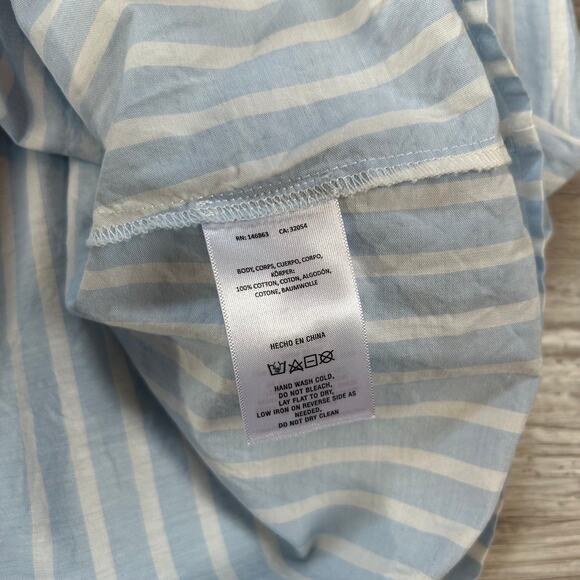 RN: 146863 CA: 32054
BODY, CORPS, CUERPO, CORPO,
KÖRPER:
100% COTTON, COTON, ALGODÓN,
COTONE, BAUMWOLLE
HECHO EN CHINA
HAND WASH COLD.
DO NOT BLEACH.
LAY FLAT TO DRY.
LOW IRON ON REVERSE SIDE AS
NEEDED.
DO NOT DRY CLEAN